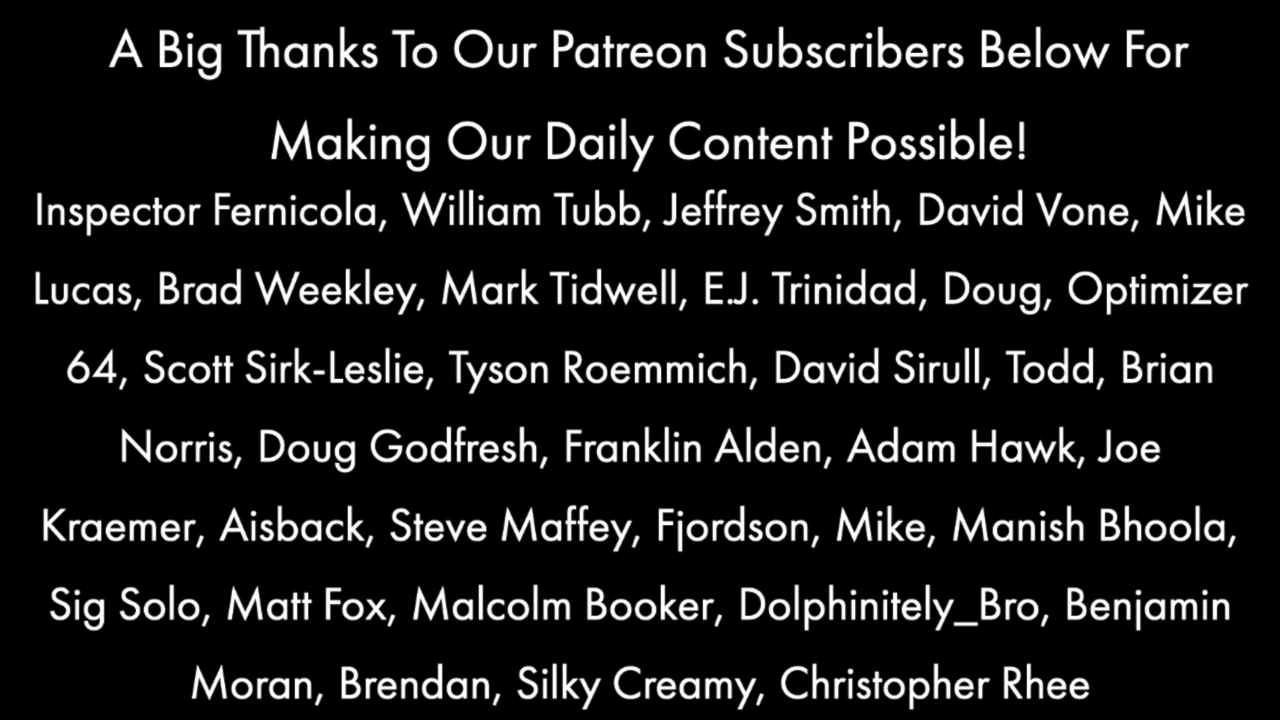 A Big Thanks To Our Patreon Subscribers Below For
Making Our Daily Content Possible!
Inspector Fernicola, William Tubb, Jeffrey Smith, David Vone, Mike
Lucas, Brad Weekley, Mark Tidwell, E.J. Trinidad, Doug, Optimizer
64, Scott Sirk-Leslie, Tyson Roemmich, David Sirull, Todd, Brian
Norris, Doug Godfresh, Franklin Alden, Adam Hawk, Joe
Kraemer, Aisback, Steve Maffey, Fjordson, Mike, Manish Bhoola,
Sig Solo, Matt Fox, Malcolm Booker, Dolphinitely_Bro, Benjamin
Moran, Brendan, Silky Creamy, Christopher Rhee